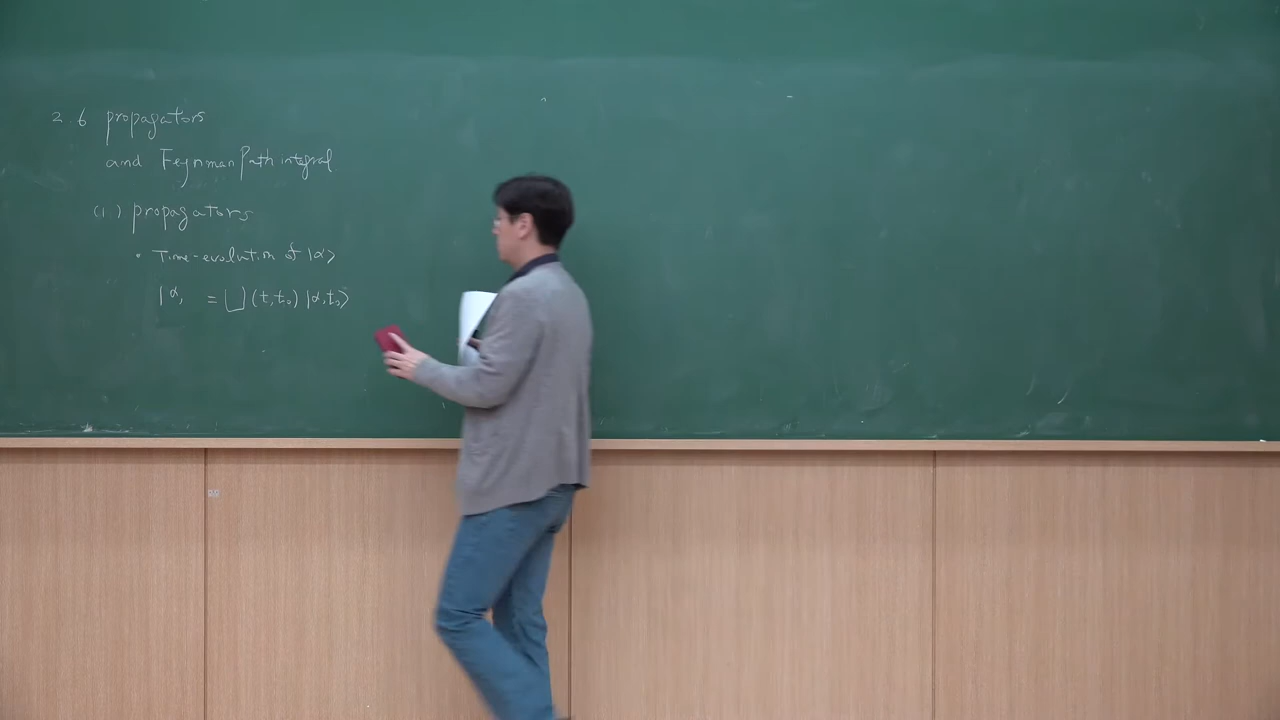 2.6 propagators
and Feynman Path integral
(1.) propagators
• Time-evolution of |α>
|α, = U(t,t₀) |α,t₀>